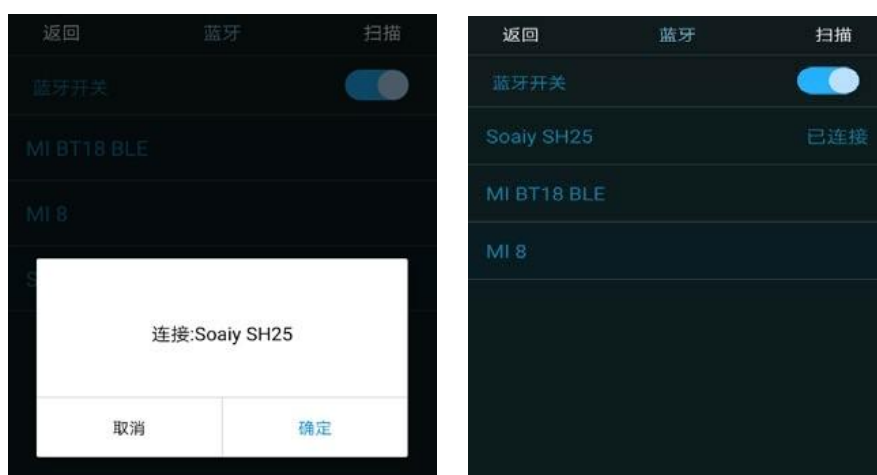 返回 蓝牙 扫描
蓝牙开关
MI BT18 BLE
MI 8
S
连接:Soaiy SH25
取消 确定
返回 蓝牙 扫描
蓝牙开关
Soaiy SH25 已连接
MI BT18 BLE
MI 8